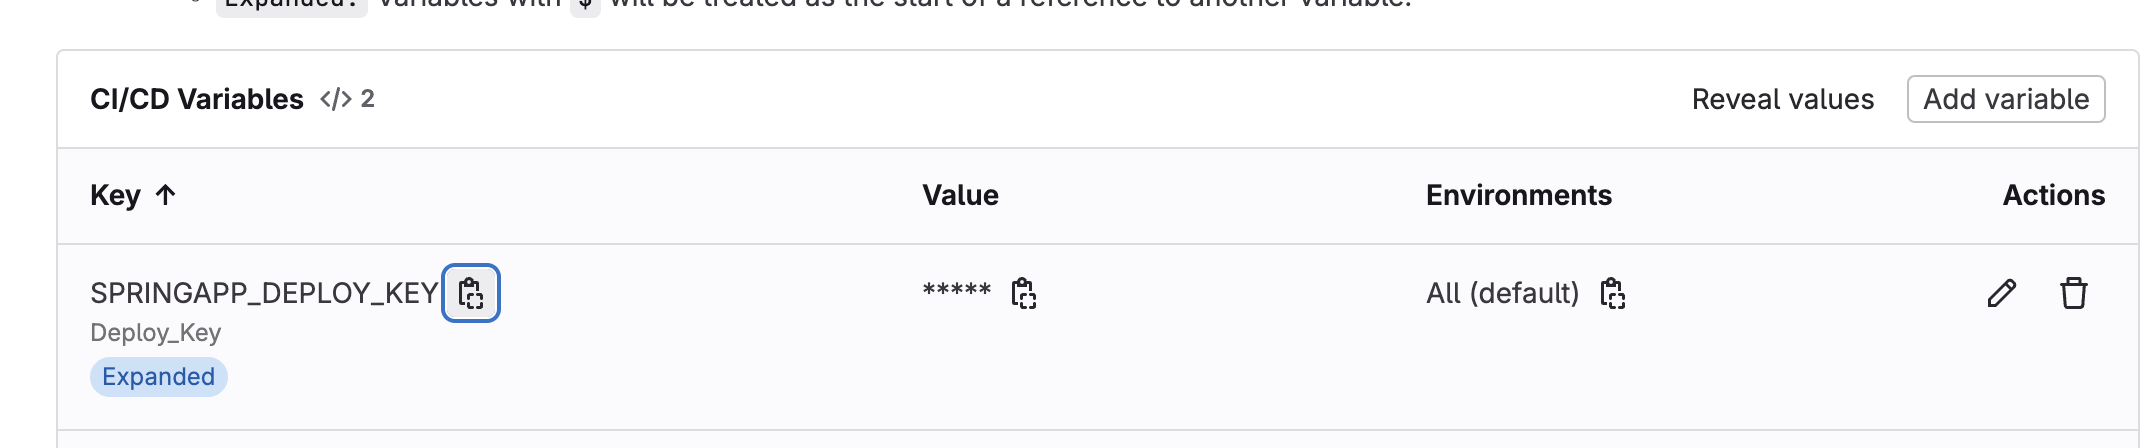 Expanded: Variables with $ will be treated as the start of a reference to another variable.
CI/CD Variables </> 2 Reveal values Add variable
Key ↑ Value Environments Actions
SPRINGAPP_DEPLOY_KEY ***** All (default)
Deploy_Key
Expanded